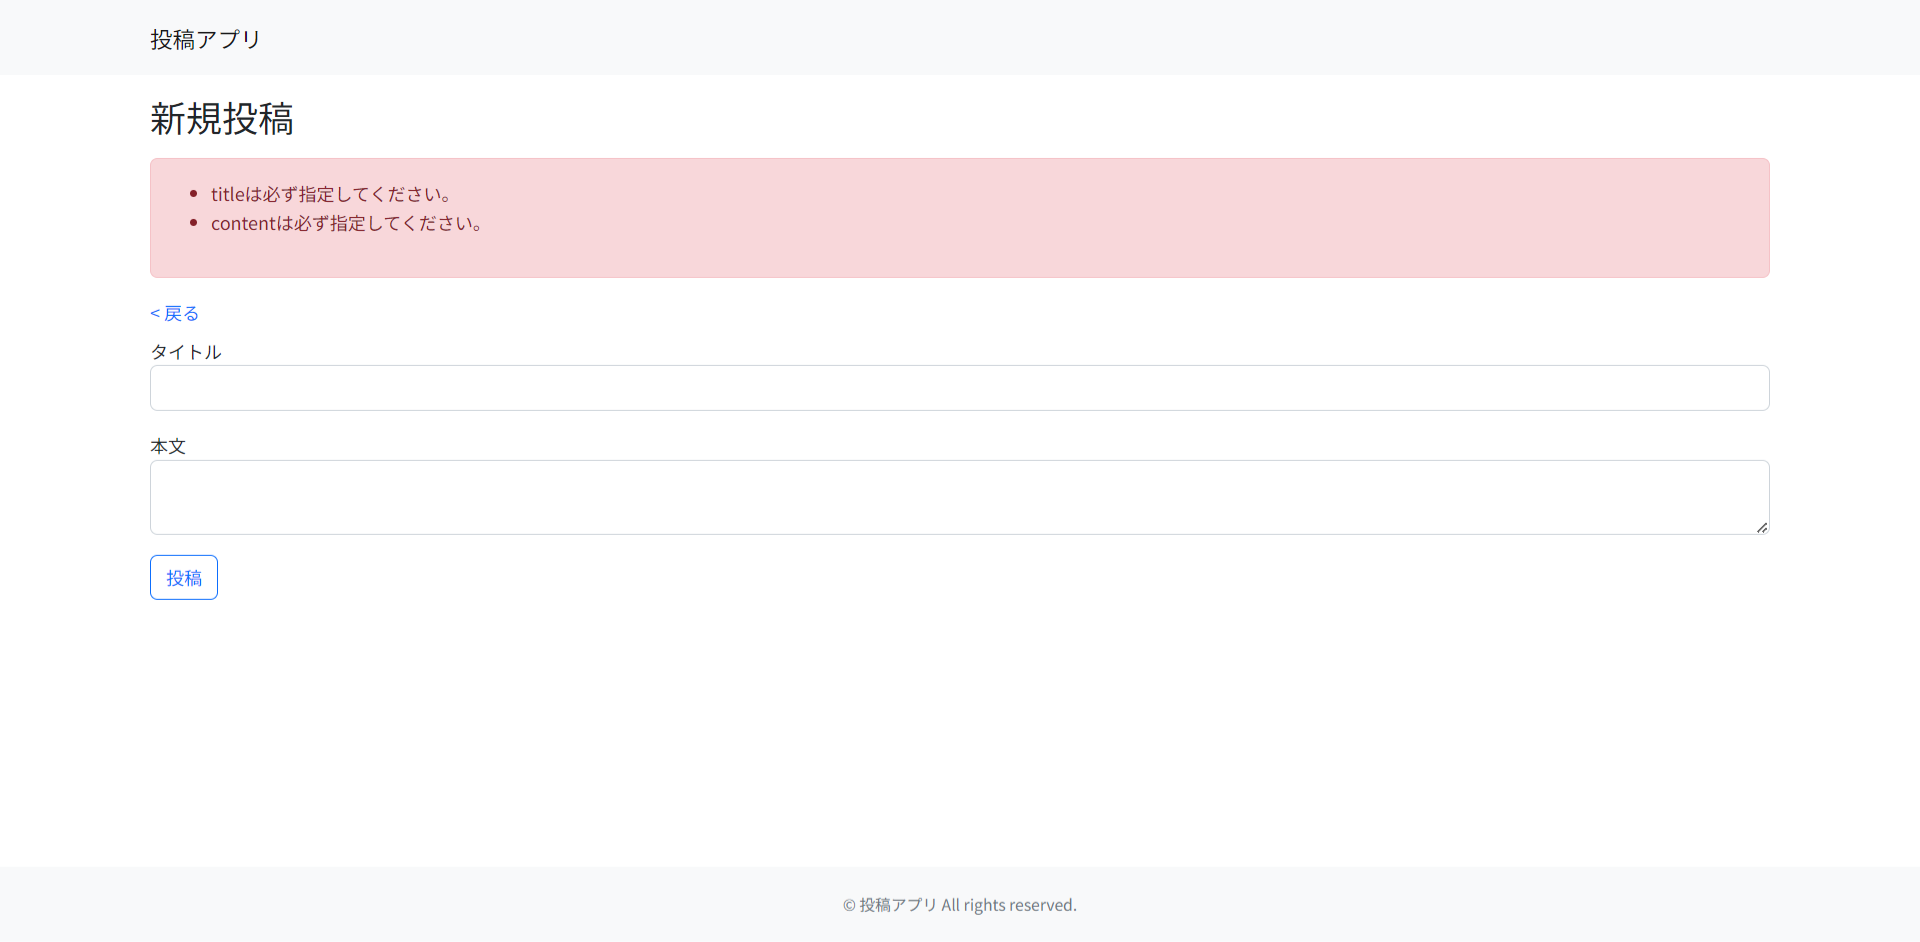 投稿アプリ
新規投稿
titleは必ず指定してください。
contentは必ず指定してください。
< 戻る
タイトル
本文
投稿
© 投稿アプリ All rights reserved.